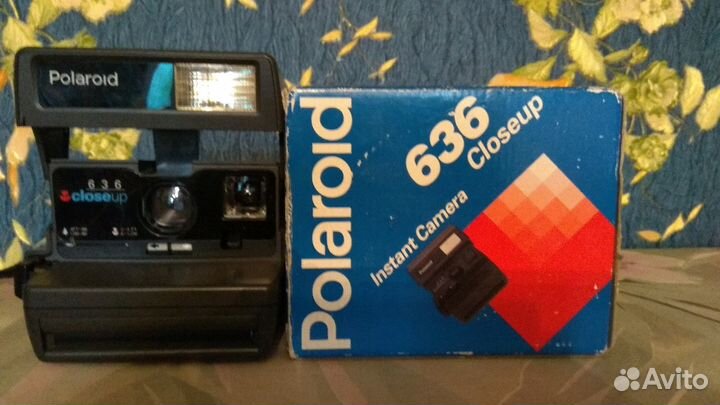 Polaroid
636
closeup
Polaroid
636
Closeup
Instant Camera
Avito